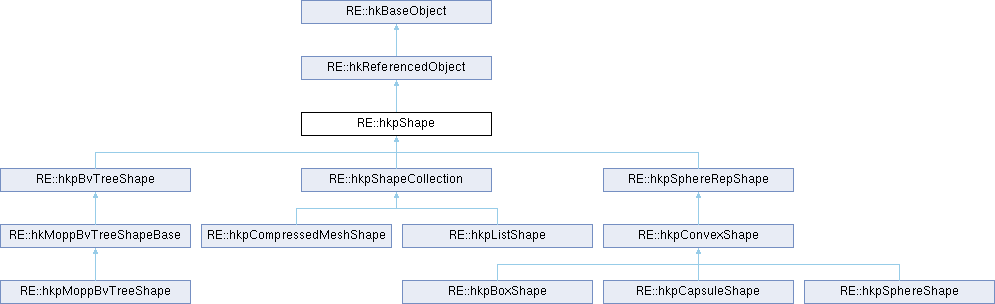 RE::hkBaseObject
RE::hkReferencedObject
RE::hkpShape
RE::hkpBvTreeShape
RE::hkpShapeCollection
RE::hkpSphereRepShape
RE::hkMoppBvTreeShapeBase
RE::hkpCompressedMeshShape
RE::hkpListShape
RE::hkpConvexShape
RE::hkpMoppBvTreeShape
RE::hkpBoxShape
RE::hkpCapsuleShape
RE::hkpSphereShape